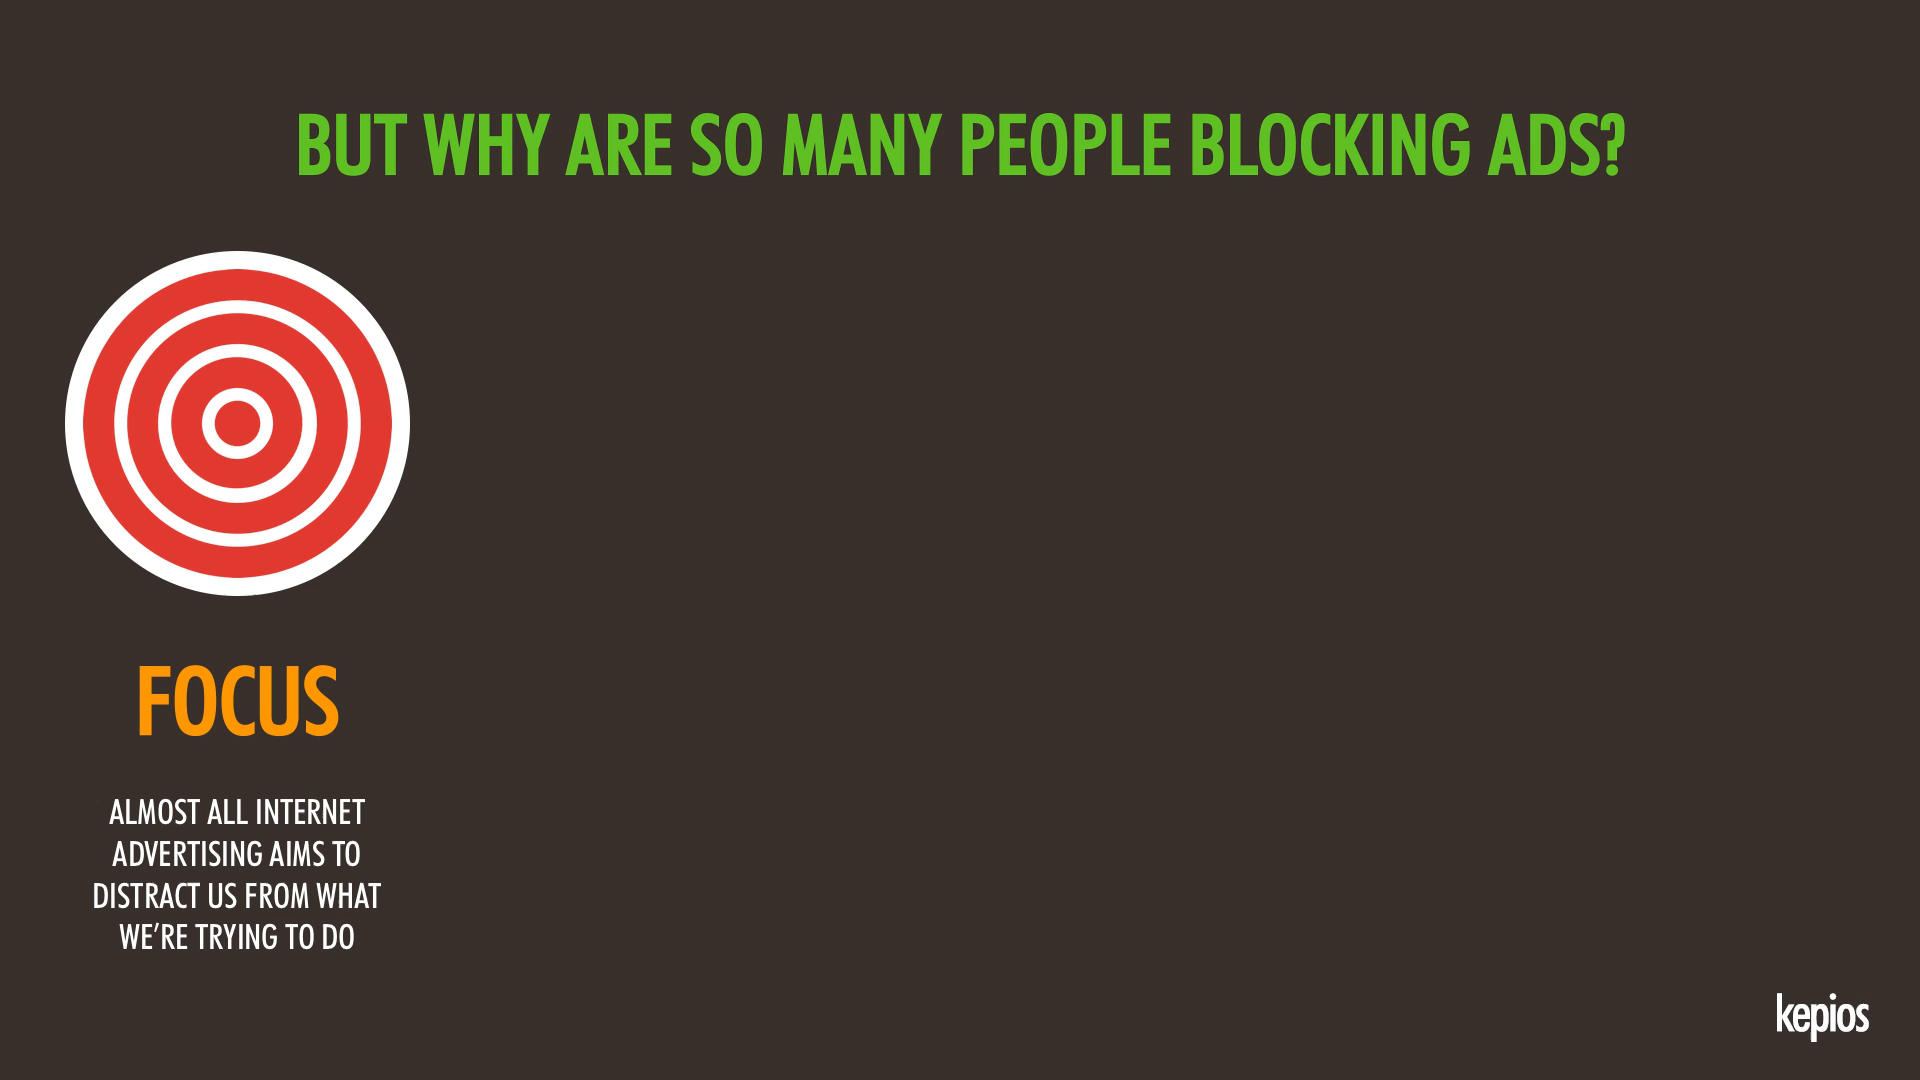 BUT WHY ARE SO MANY PEOPLE BLOCKING ADS?
FOCUS
ALMOST ALL INTERNET
ADVERTISING AIMS TO
DISTRACT US FROM WHAT
WE’RE TRYING TO DO
kepios